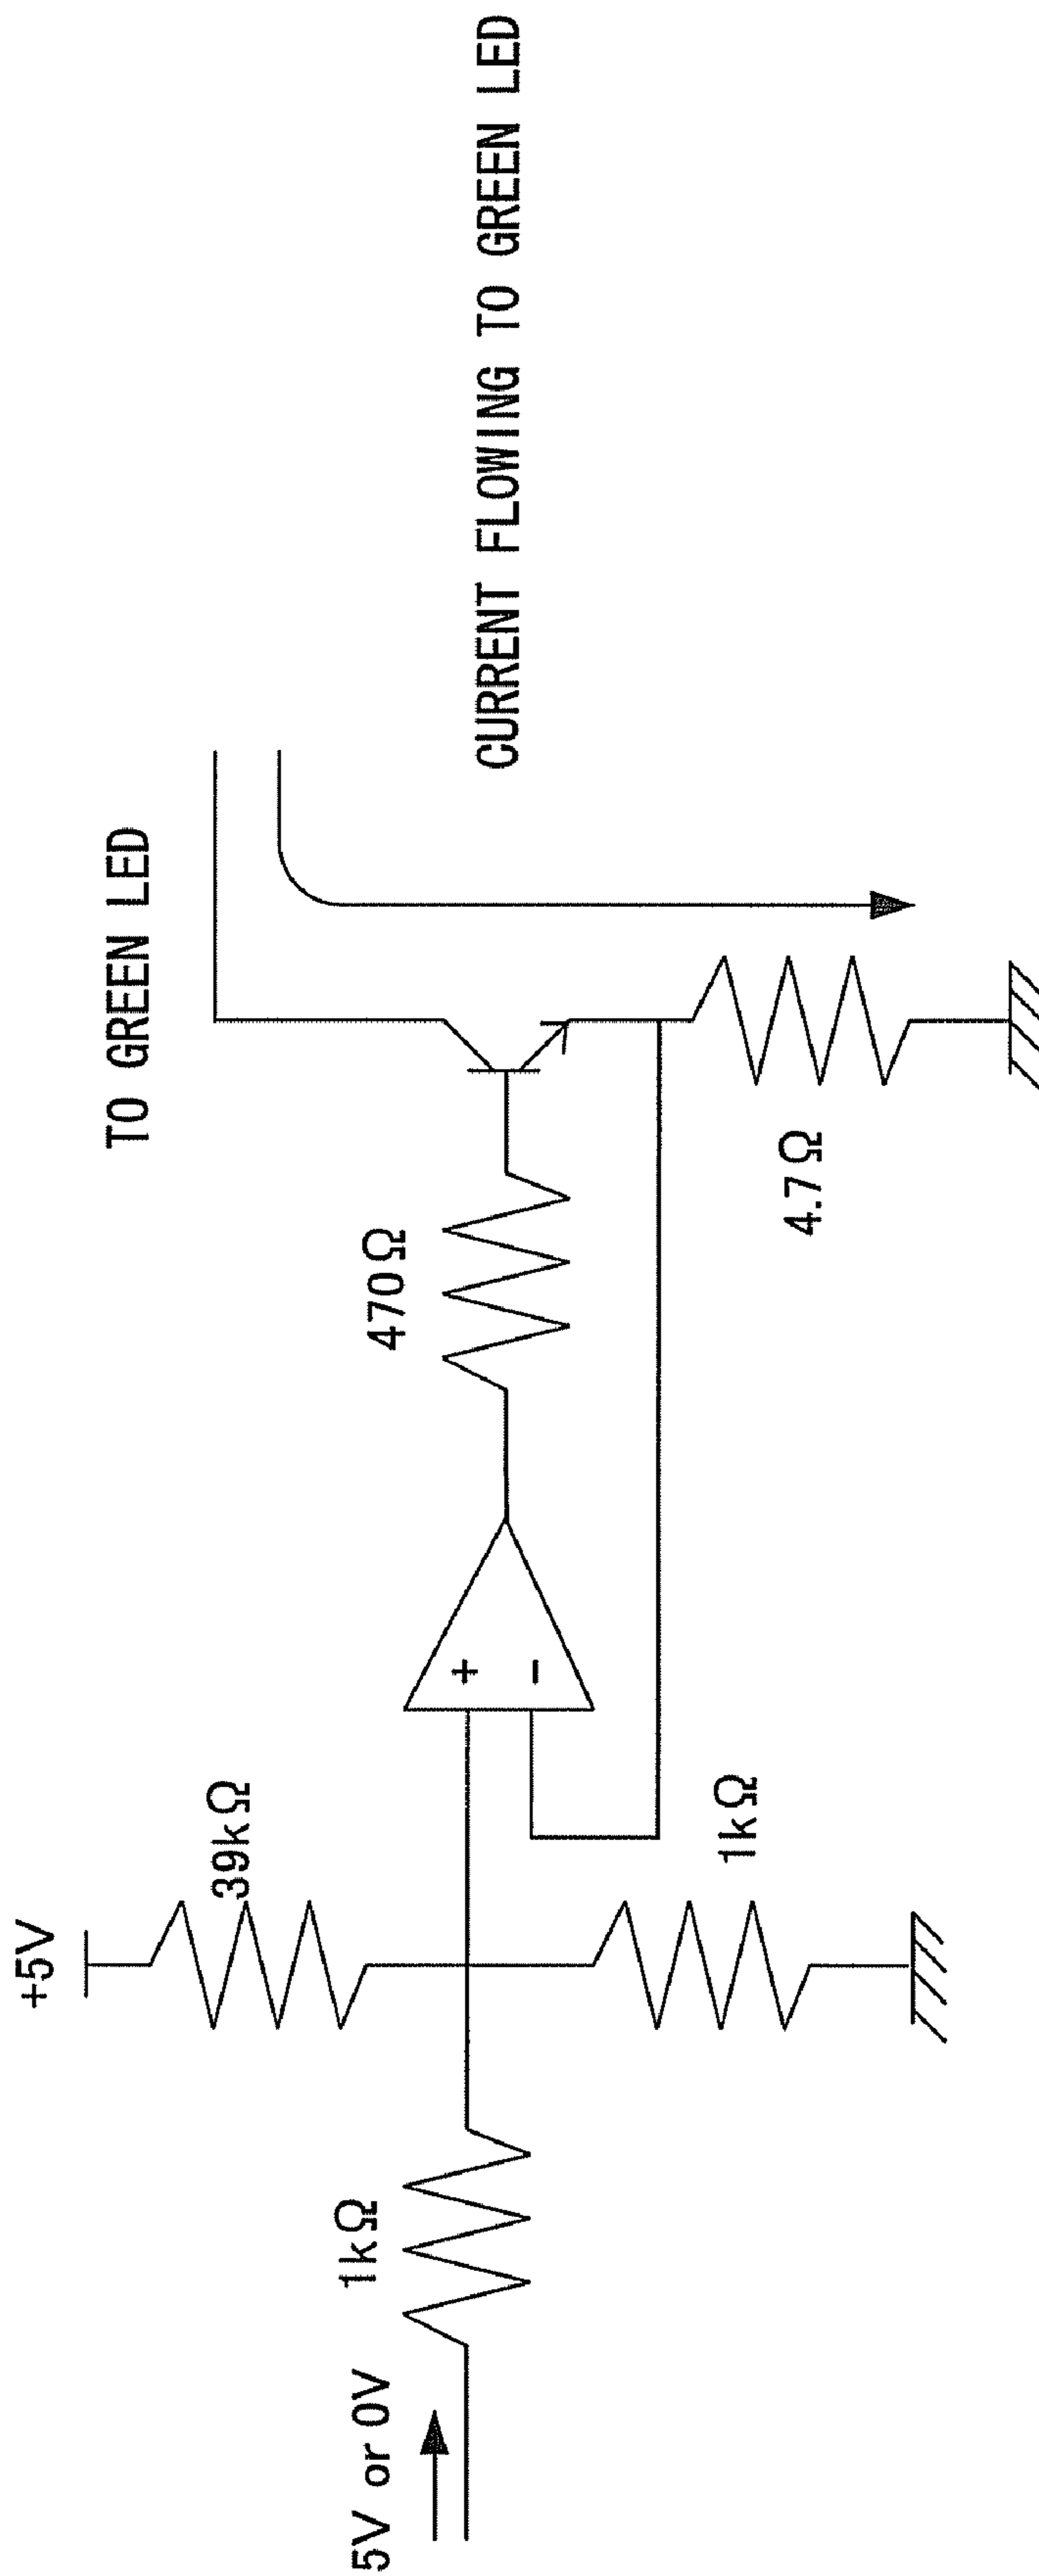 TO GREEN LED
CURRENT FLOWING TO GREEN LED
+5V
39kΩ
470Ω
5V or 0V
1kΩ
+
-
1kΩ
4.7Ω